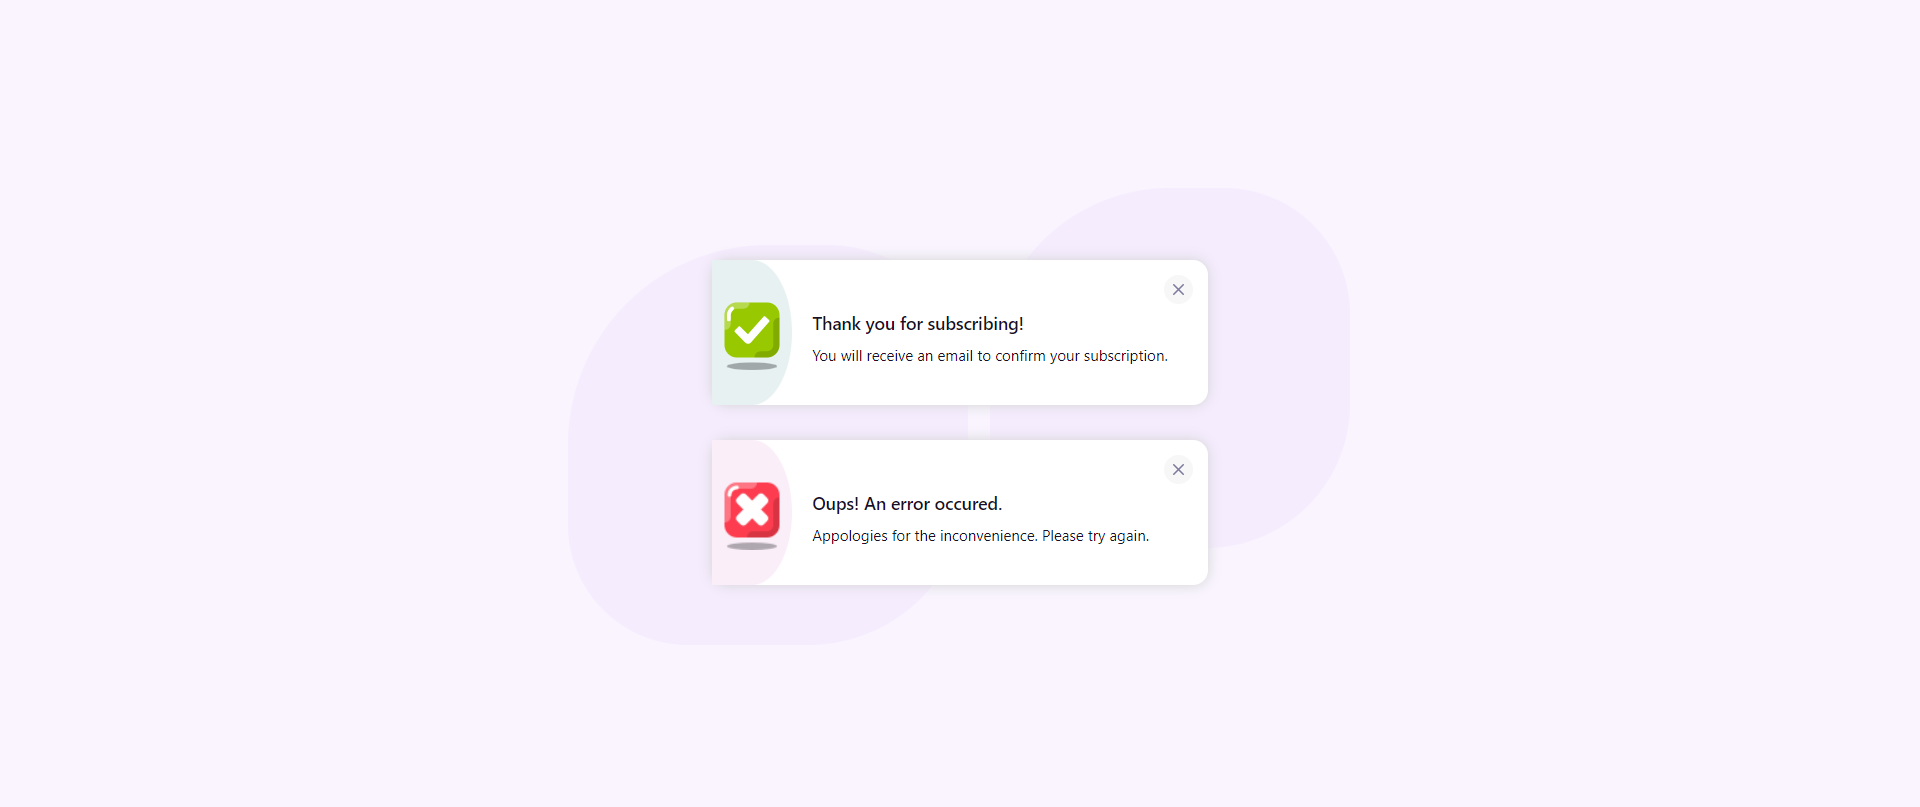 Thank you for subscribing!
You will receive an email to confirm your subscription.
Oups! An error occured.
Appologies for the inconvenience. Please try again.